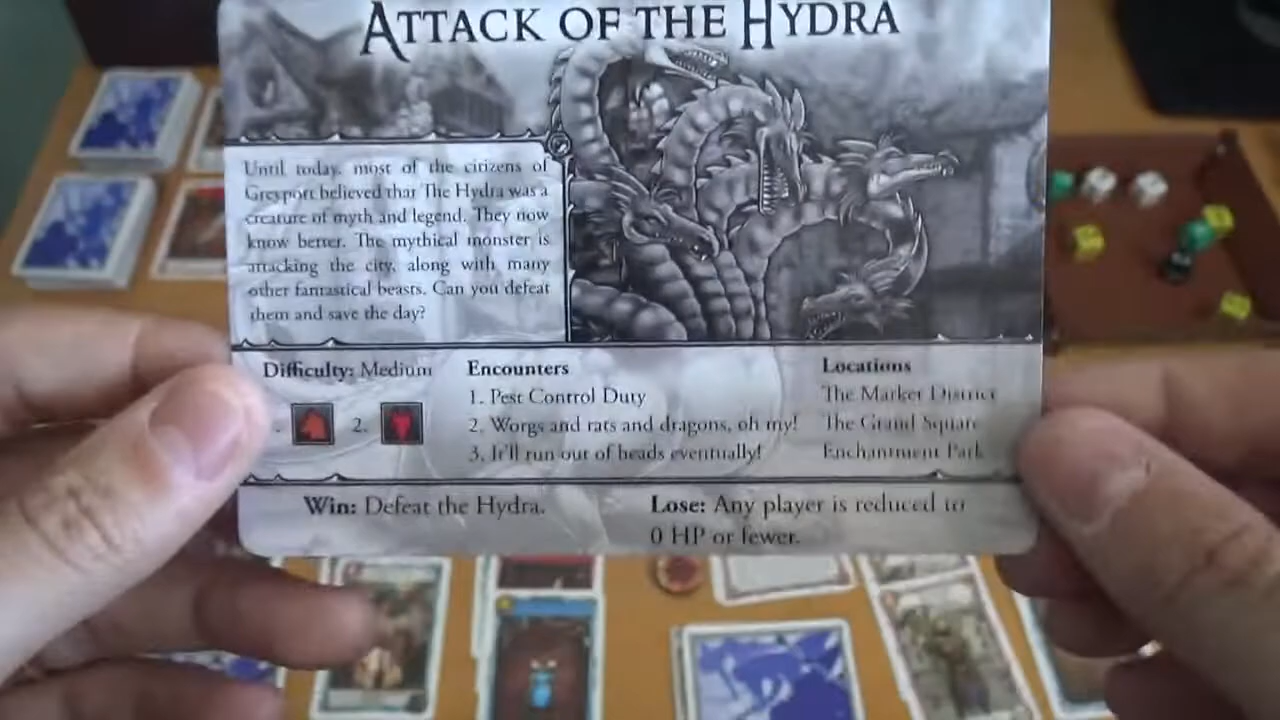 ATTACK OF THE HYDRA
Until today, most of the citizens of
Greyport believed that The Hydra was a
creature of myth and legend. They now
know better. The mythical monster is
attacking the city, along with many
other fantastical beasts. Can you defeat
them and save the day?
Difficulty: Medium
2.
Encounters
1. Pest Control Duty
2. Worgs and rats and dragons, oh my!
3. It'll run out of heads eventually!
Locations
The Market District
The Grand Square
Enchantment Park
Win: Defeat the Hydra.
Lose: Any player is reduced to
0 HP or fewer.